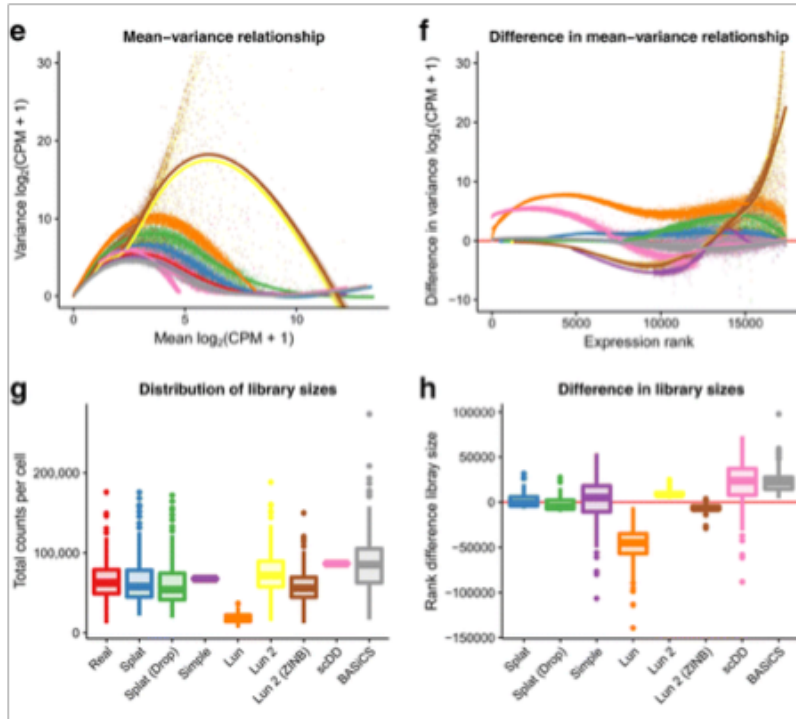 e
Mean-variance relationship
Variance log2(CPM + 1)
30
20
10
0
0
5
10
Mean log2(CPM + 1)
f
Difference in mean-variance relationship
Difference in variance log2(CPM + 1)
30
20
10
0
−10
0
5000
10000
15000
Expression rank
g
Distribution of library sizes
Total counts per cell
200,000
100,000
0
Real
Splat
Splat (Drop)
Simple
Lun
Lun 2
Lun 2 (ZINB)
scDD
BASiCS
h
Difference in library sizes
Rank difference libray size
100000
50000
0
−50000
−100000
−150000
Splat
Splat (Drop)
Simple
Lun
Lun 2
Lun 2 (ZINB)
scDD
BASiCS